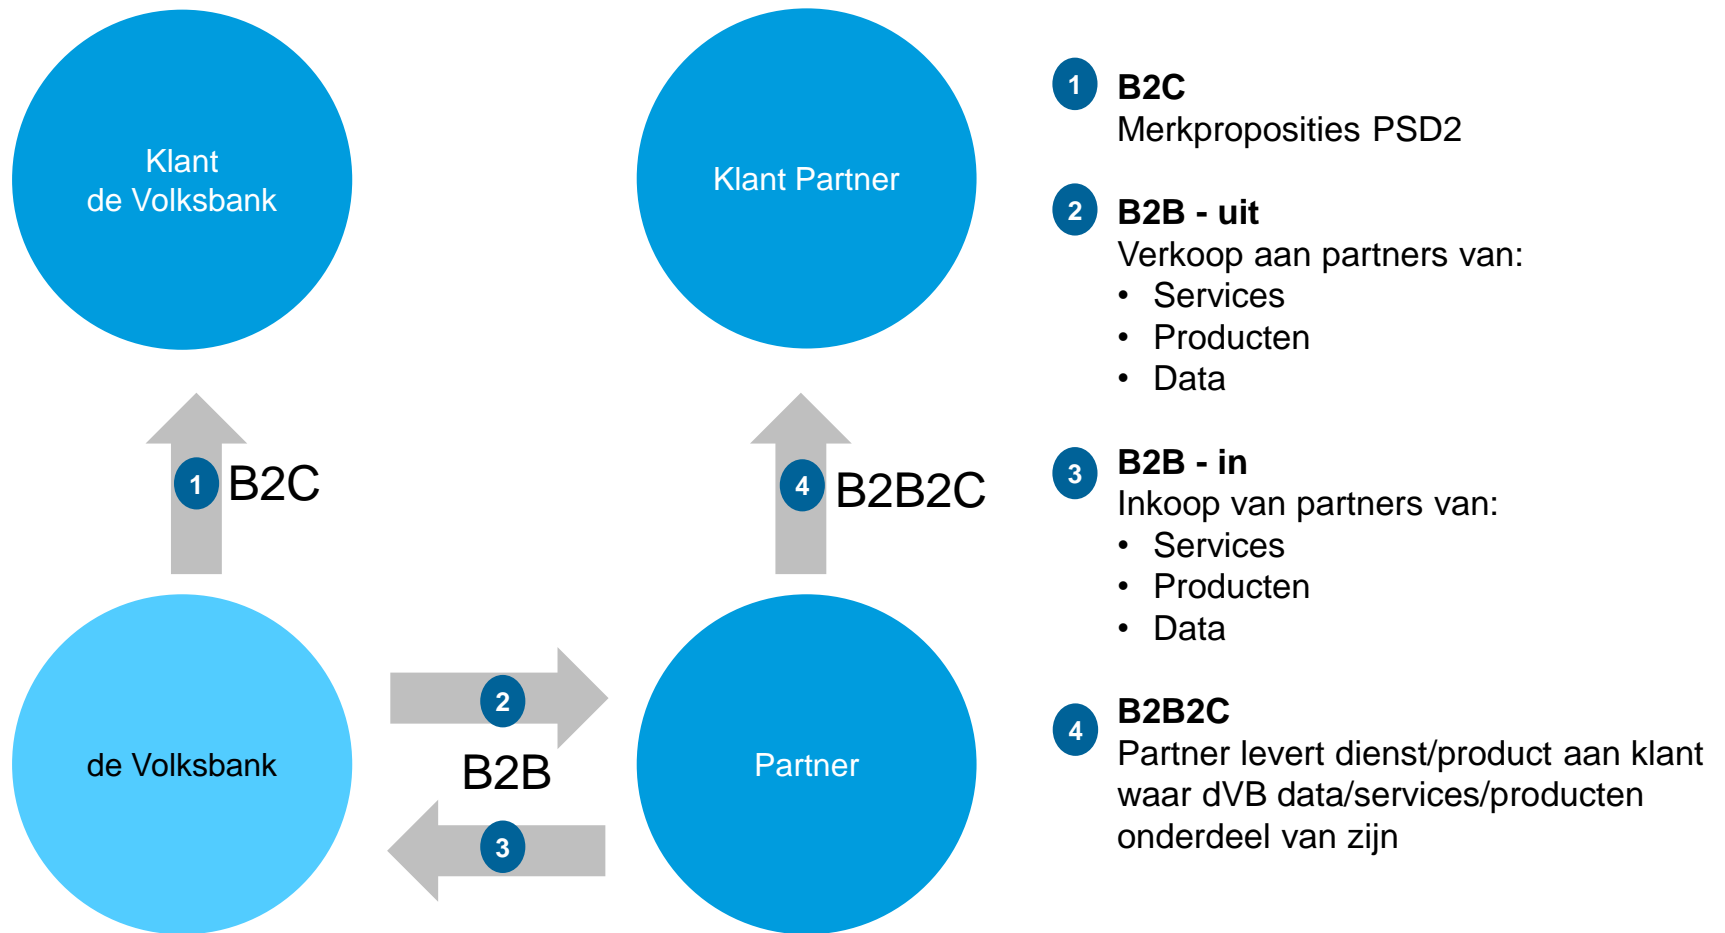 Klant
de Volksbank
Klant Partner
1 B2C
4 B2B2C
de Volksbank
2
B2B
3
Partner
1 B2C
Merkproposities PSD2
2 B2B - uit
Verkoop aan partners van:
• Services
• Producten
• Data
3 B2B - in
Inkoop van partners van:
• Services
• Producten
• Data
4 B2B2C
Partner levert dienst/product aan klant
waar dVB data/services/producten
onderdeel van zijn